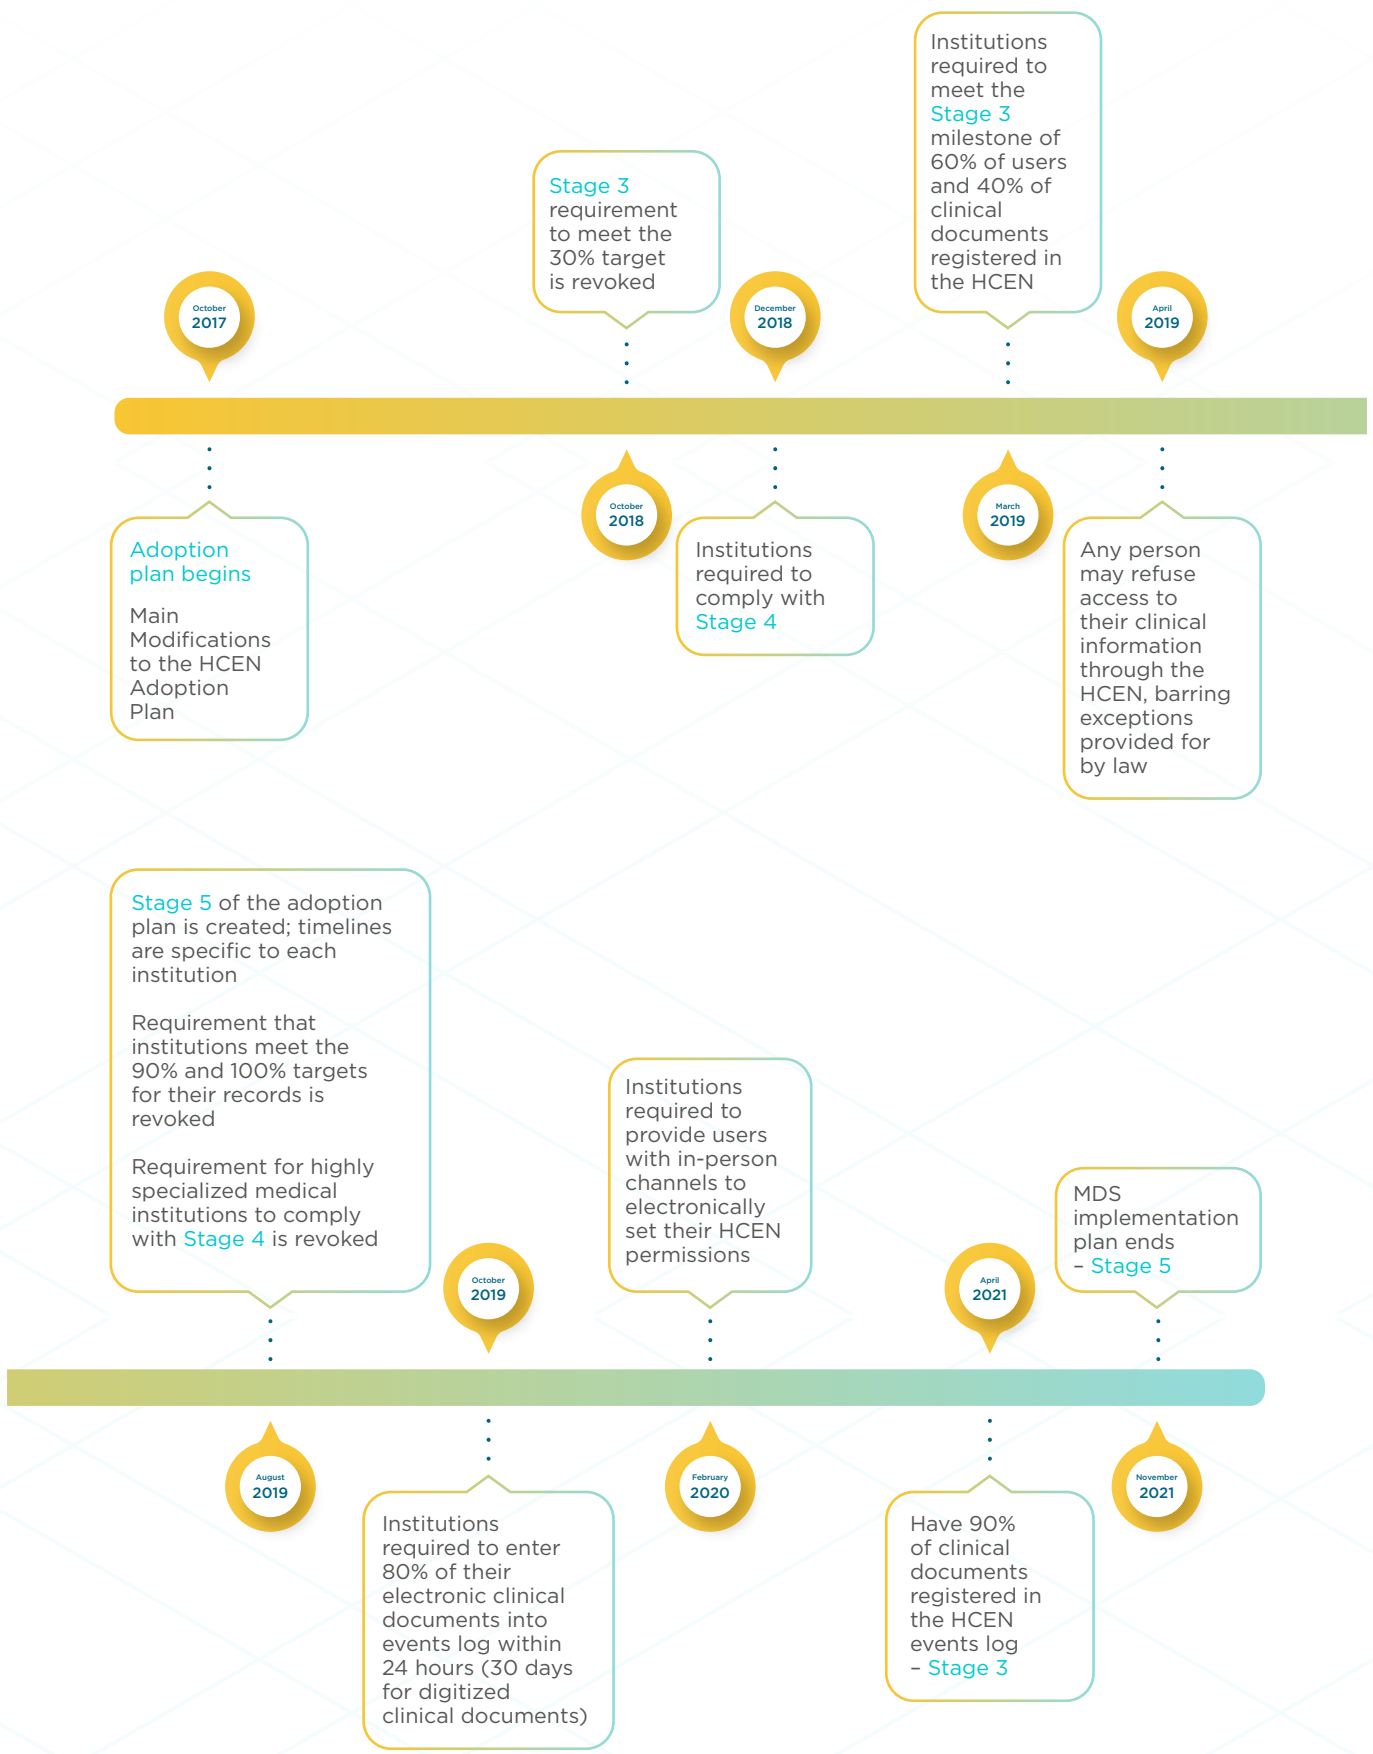 October
2017
Adoption
plan begins
Main
Modifications
to the HCEN
Adoption
Plan
Stage 3
requirement
to meet the
30% target
is revoked
October
2018
December
2018
Institutions
required to
comply with
Stage 4
Institutions
required to
meet the
Stage 3
milestone of
60% of users
and 40% of
clinical
documents
registered in
the HCEN
March
2019
April
2019
Any person
may refuse
access to
their clinical
information
through the
HCEN, barring
exceptions
provided for
by law
Stage 5 of the adoption
plan is created; timelines
are specific to each
institution
Requirement that
institutions meet the
90% and 100% targets
for their records is
revoked
Requirement for highly
specialized medical
institutions to comply
with Stage 4 is revoked
August
2019
October
2019
Institutions
required to enter
80% of their
electronic clinical
documents into
events log within
24 hours (30 days
for digitized
clinical documents)
Institutions
required to
provide users
with in-person
channels to
electronically
set their HCEN
permissions
February
2020
April
2021
Have 90%
of clinical
documents
registered in
the HCEN
events log
– Stage 3
MDS
implementation
plan ends
– Stage 5
November
2021